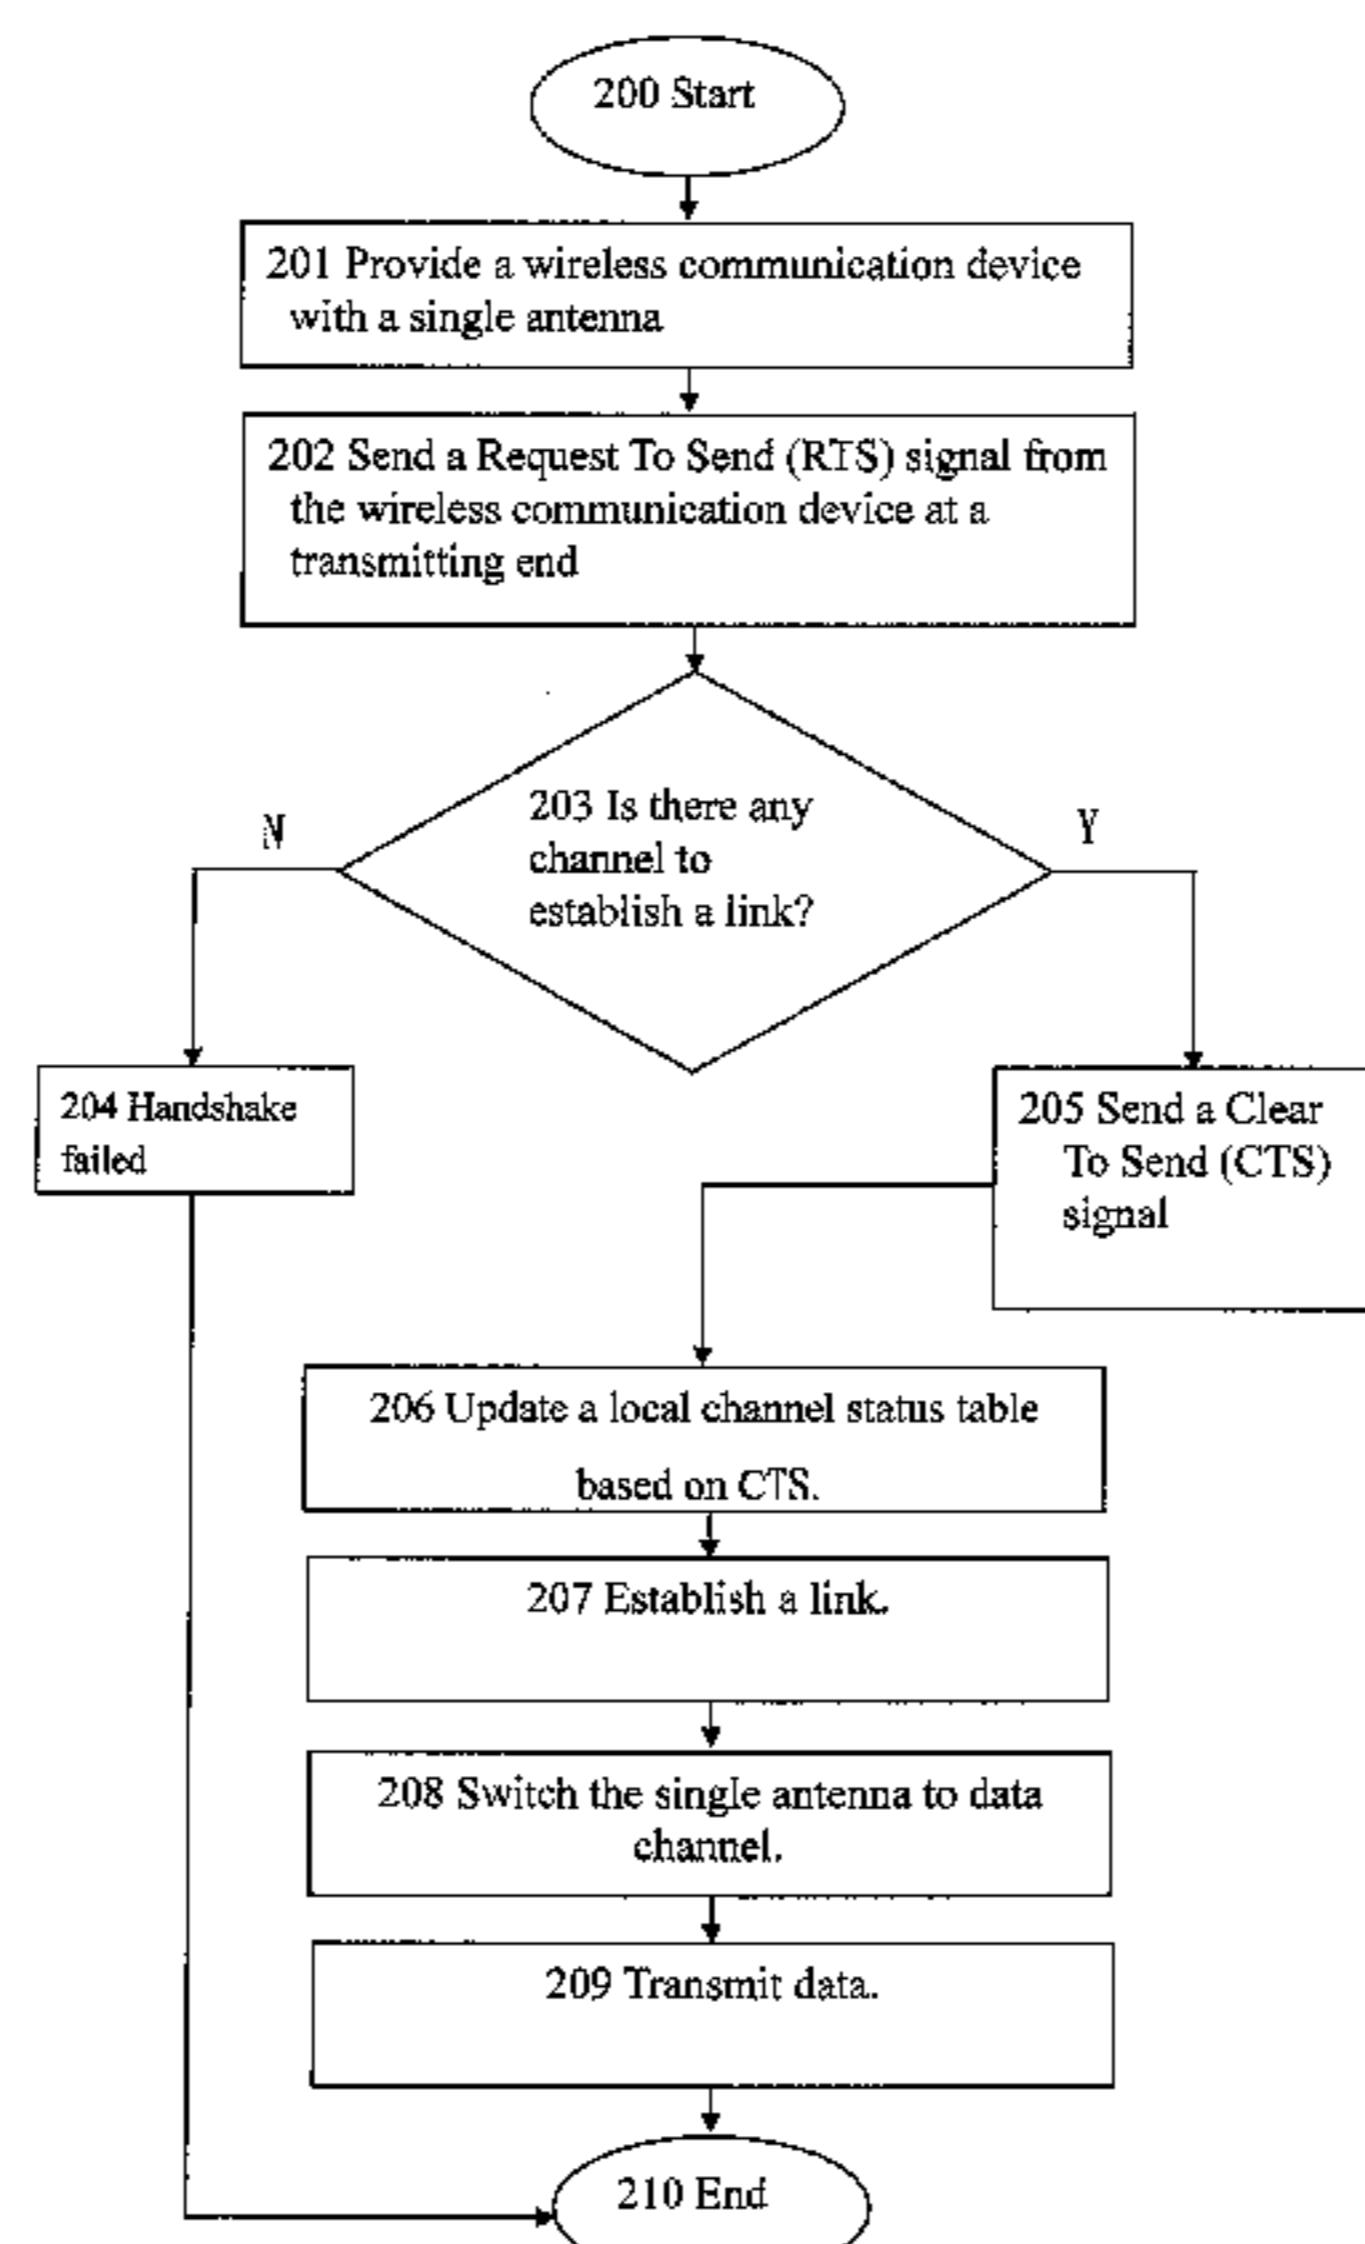 200 Start
201 Provide a wireless communication device
with a single antenna
202 Send a Request To Send (RTS) signal from
the wireless communication device at a
transmitting end
203 Is there any
channel to
establish a link?
N
Y
204 Handshake
failed
205 Send a Clear
To Send (CTS)
signal
206 Update a local channel status table
based on CTS.
207 Establish a link.
208 Switch the single antenna to data
channel.
209 Transmit data.
210 End